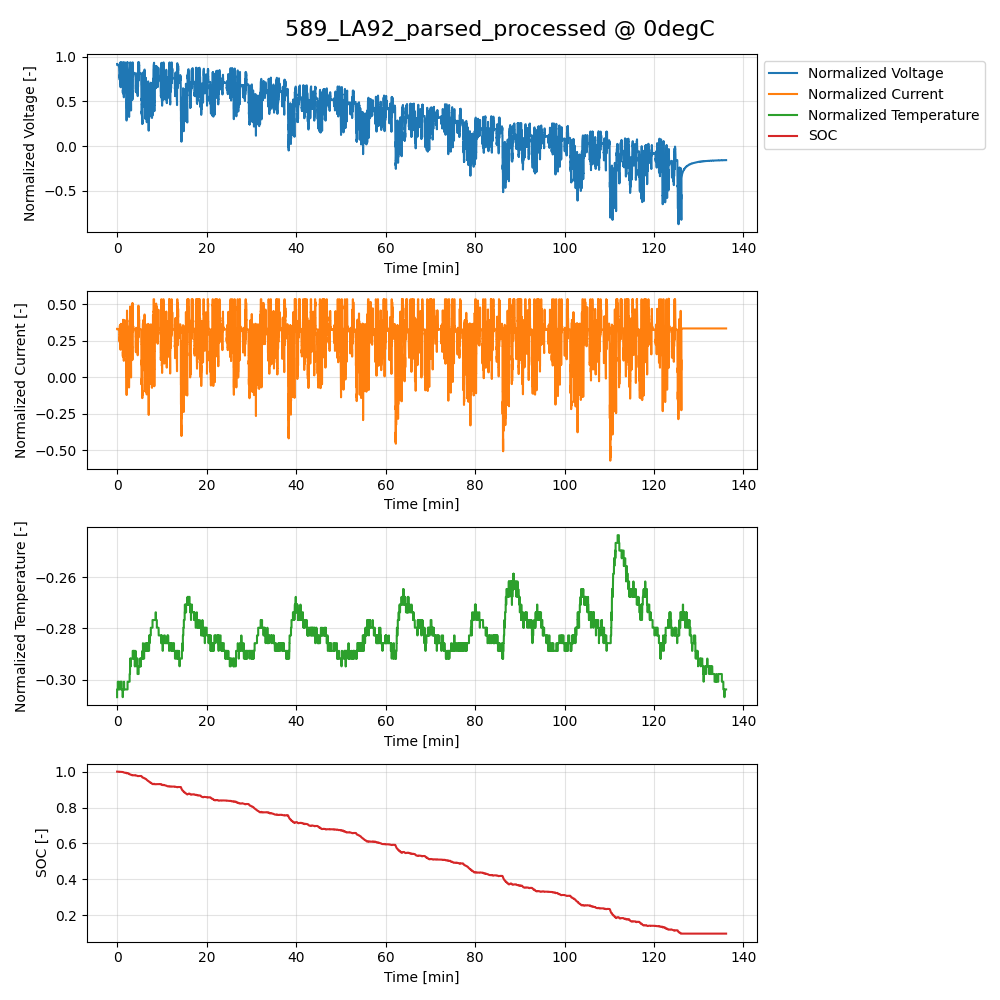 589_LA92_parsed_processed @ 0degC
Normalized Voltage [-]
1.0
0.5
0.0
−0.5
0 20 40 60 80 100 120 140
Time [min]
Normalized Voltage
Normalized Current
Normalized Temperature
SOC
Normalized Current [-]
0.50
0.25
0.00
−0.25
−0.50
0 20 40 60 80 100 120 140
Time [min]
Normalized Temperature [-]
−0.26
−0.28
−0.30
0 20 40 60 80 100 120 140
Time [min]
SOC [-]
1.0
0.8
0.6
0.4
0.2
0 20 40 60 80 100 120 140
Time [min]